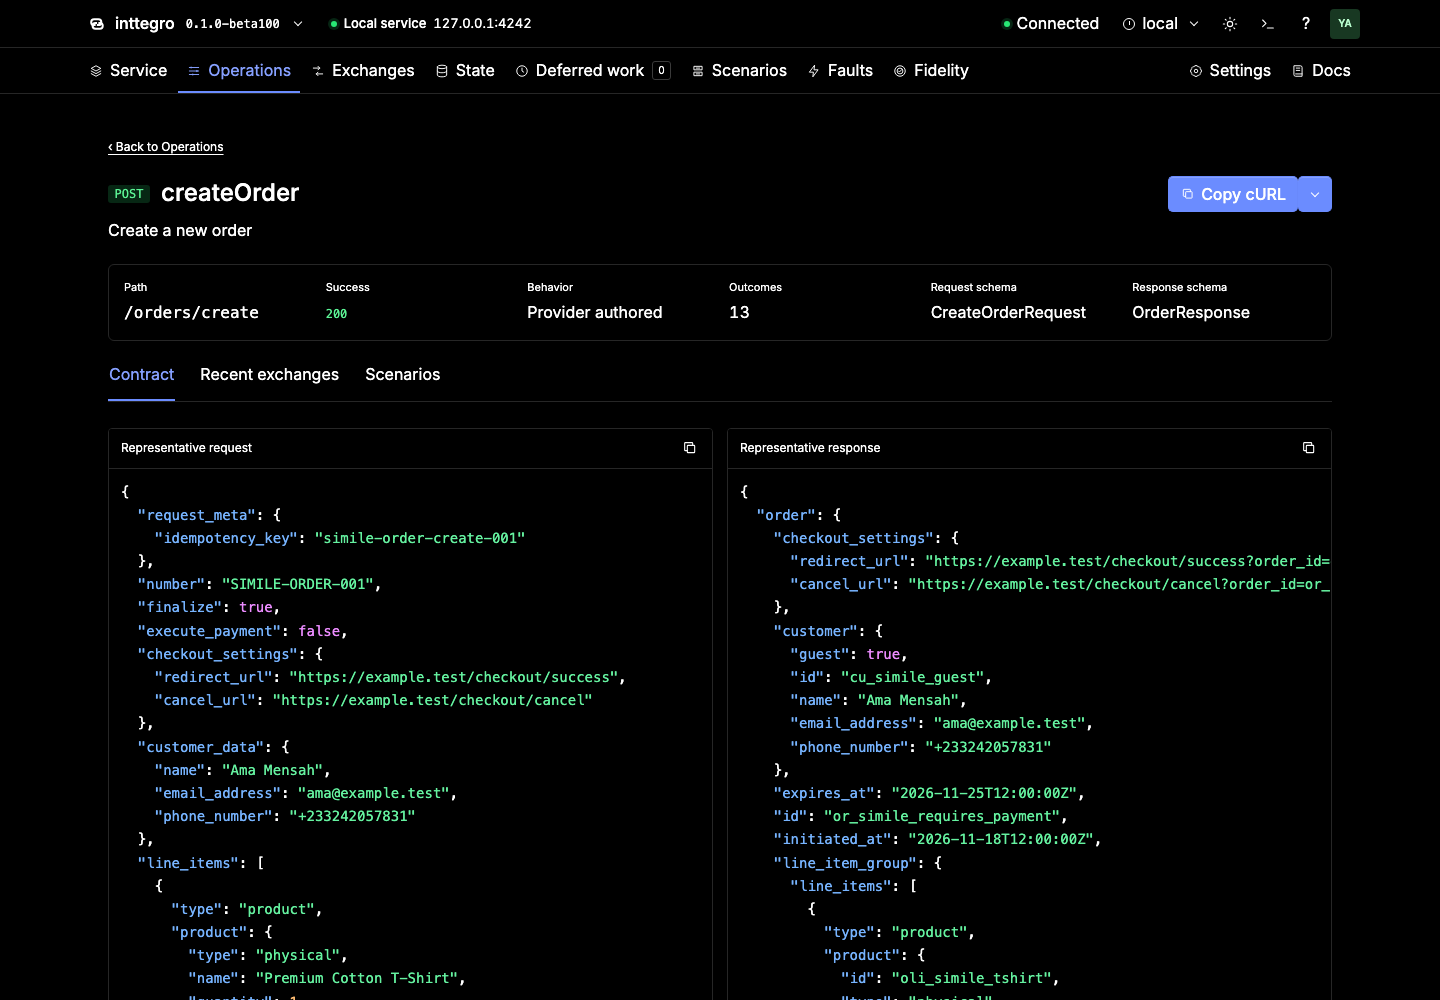 inttegro 0.1.0-beta100 Local service 127.0.0.1:4242 Connected local >_ ? YA
Service Operations Exchanges State Deferred work 0 Scenarios Faults Fidelity Settings Docs
‹ Back to Operations
POST createOrder Copy cURL
Create a new order
Path Success Behavior Outcomes Request schema Response schema
/orders/create 200 Provider authored 13 CreateOrderRequest OrderResponse
Contract Recent exchanges Scenarios
Representative request
{
"request_meta": {
"idempotency_key": "simile-order-create-001"
},
"number": "SIMILE-ORDER-001",
"finalize": true,
"execute_payment": false,
"checkout_settings": {
"redirect_url": "https://example.test/checkout/success",
"cancel_url": "https://example.test/checkout/cancel"
},
"customer_data": {
"name": "Ama Mensah",
"email_address": "ama@example.test",
"phone_number": "+233242057831"
},
"line_items": [
{
"type": "product",
"product": {
"type": "physical",
"name": "Premium Cotton T-Shirt",
"quantity": 1
Representative response
{
"order": {
"checkout_settings": {
"redirect_url": "https://example.test/checkout/success?order_id=
"cancel_url": "https://example.test/checkout/cancel?order_id=or_
},
"customer": {
"guest": true,
"id": "cu_simile_guest",
"name": "Ama Mensah",
"email_address": "ama@example.test",
"phone_number": "+233242057831"
},
"expires_at": "2026-11-25T12:00:00Z",
"id": "or_simile_requires_payment",
"initiated_at": "2026-11-18T12:00:00Z",
"line_item_group": {
"line_items": [
{
"type": "product",
"product": {
"id": "oli_simile_tshirt",
"type": "physical"